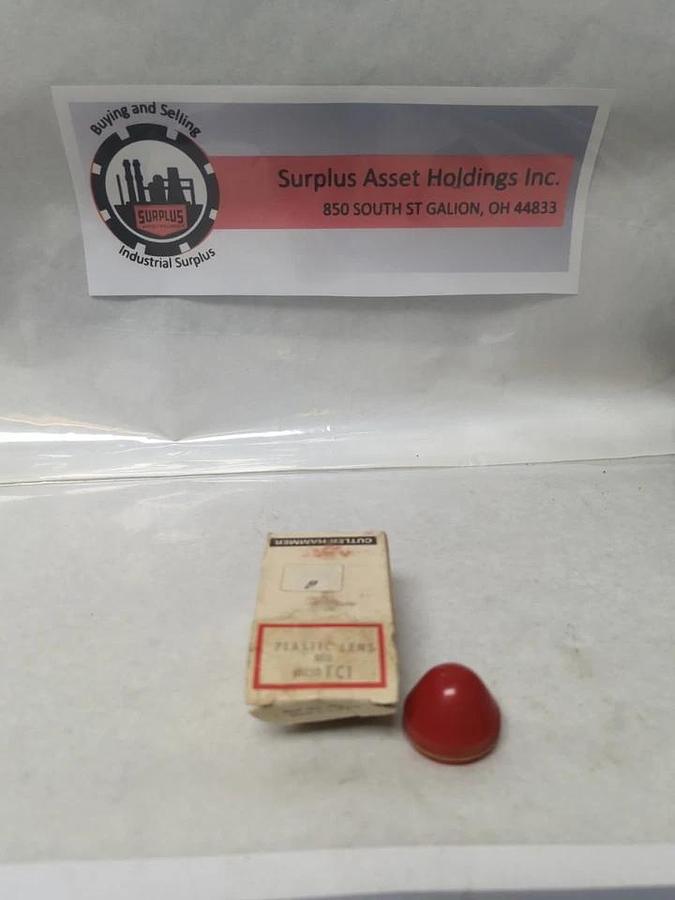 Buying and Selling
SURPLUS
Industrial Surplus
Surplus Asset Holdings Inc.
850 SOUTH ST GALION, OH 44833
CUTLER-HAMMER
PLASTIC LENS
RED